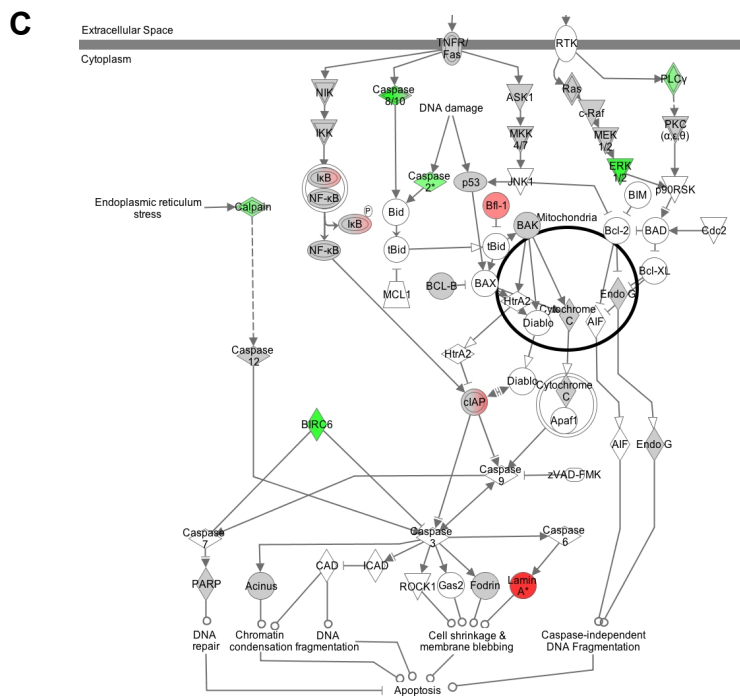 C
Extracellular Space
Cytoplasm
TNFR/
Fas
RTK
NIK
Caspase
8/10
ASK1
Ras
PLCγ
DNA damage
c-Raf
IKK
MKK
4/7
MEK
1/2
PKC
(α,ε,θ)
IκB
NF-κB
Caspase
2*
p53
JNK1
ERK
1/2
p90RSK
BIM
Endoplasmic reticulum
stress
Calpain
IκB
P
Bid
Bfl-1
Mitochondria
BAK
Bcl-2
BAD
Cdc2
NF-κB
tBid
tBid
Bcl-XL
MCL1
BCL-B
BAX
HtrA2
Cytochrome
C
Endo G
Diablo
AIF
Caspase
12
HtrA2
Diablo
Cytochrome
C
cIAP
Apaf1
BIRC6
AIF
Endo G
Caspase
9
zVAD-FMK
Caspase
7
Caspase
3
Caspase
6
PARP
Acinus
CAD
ICAD
ROCK1
Gas2
Fodrin
Lamin
A*
DNA
repair
Chromatin
condensation
DNA
fragmentation
Cell shrinkage &
membrane blebbing
Caspase-independent
DNA Fragmentation
Apoptosis